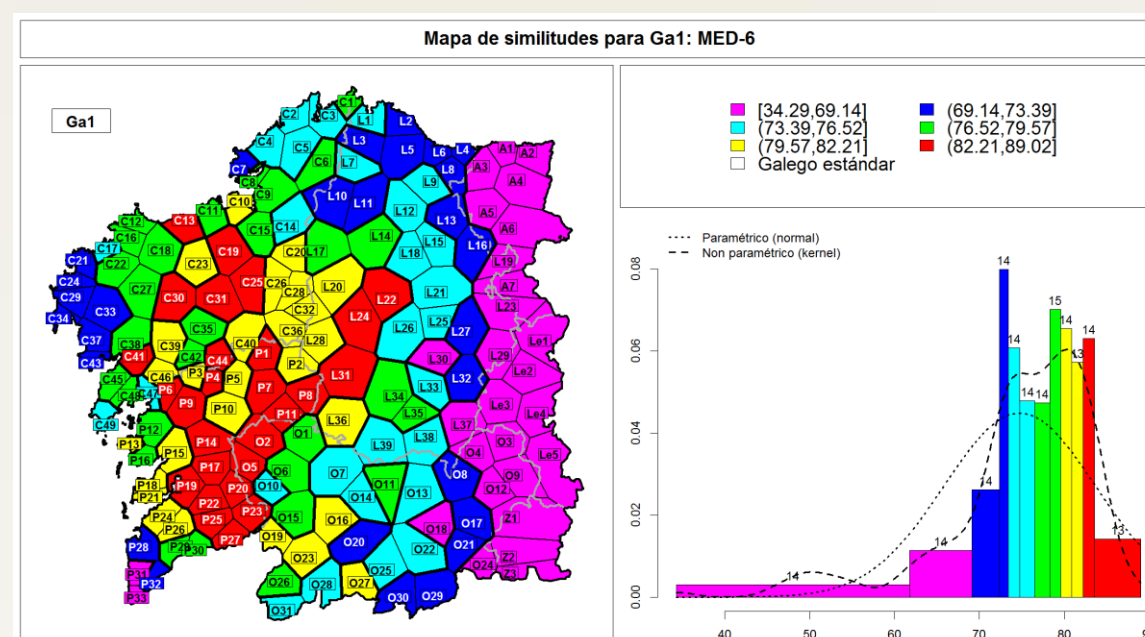 Mapa de similitudes para Ga1: MED-6
Ga1
C1
C2 C3 L1 L2
C4 C5 L3 L5 L6 L4 A1 A2
C7 C6 L7 L8 A3 A4
C8 C9 L9
C10 L10 L11 L12 L13 A5
C12 C11 C13 C15 C14 A6
C16 C17 C18 C19 L14 L15 L16
C21 C22 C23 C20 L17 L18 L19
C24 C27 C25 C26 C28 L20 L21 A7
C29 C30 C31 L22 L23
C34 C33 C32 L24 L25 L27
C37 C35 C36 L28 L26 Le1
C38 C39 C40 P1 L29
C43 C41 C42 C44 P2 L30
P3 P4 P5 L31 L33 L32 Le2
C45 C46 P6 P7 P8
C48 C47 P9 P10 P11 L34 Le3
C49 L36 L35 Le4
P12 P13 P14 O2 O1 L38 L37
P15 L39 O4 O3 Le5
P16 P17 O5 O6 O7 O8 O9
P18 P19 P20 O10 O11 O13 O12
P21 P22 P23 O14
P24 P25 O15 O16 O18 O17 Z1
P26 P27 O19 O20 O21
P28 P29 P30 O23 O22 Z2
P31 O26 O25 O24 Z3
P32 O28 O27
P33 O31 O30 O29
[34.29,69.14] (69.14,73.39]
(73.39,76.52] (76.52,79.57]
(79.57,82.21] (82.21,89.02]
Galego estándar
Paramétrico (normal)
Non paramétrico (kernel)
0.08
0.06
0.04
0.02
0.00
14 14 14 14 14 14 14 15 14 13 14 13
40 50 60 70 80